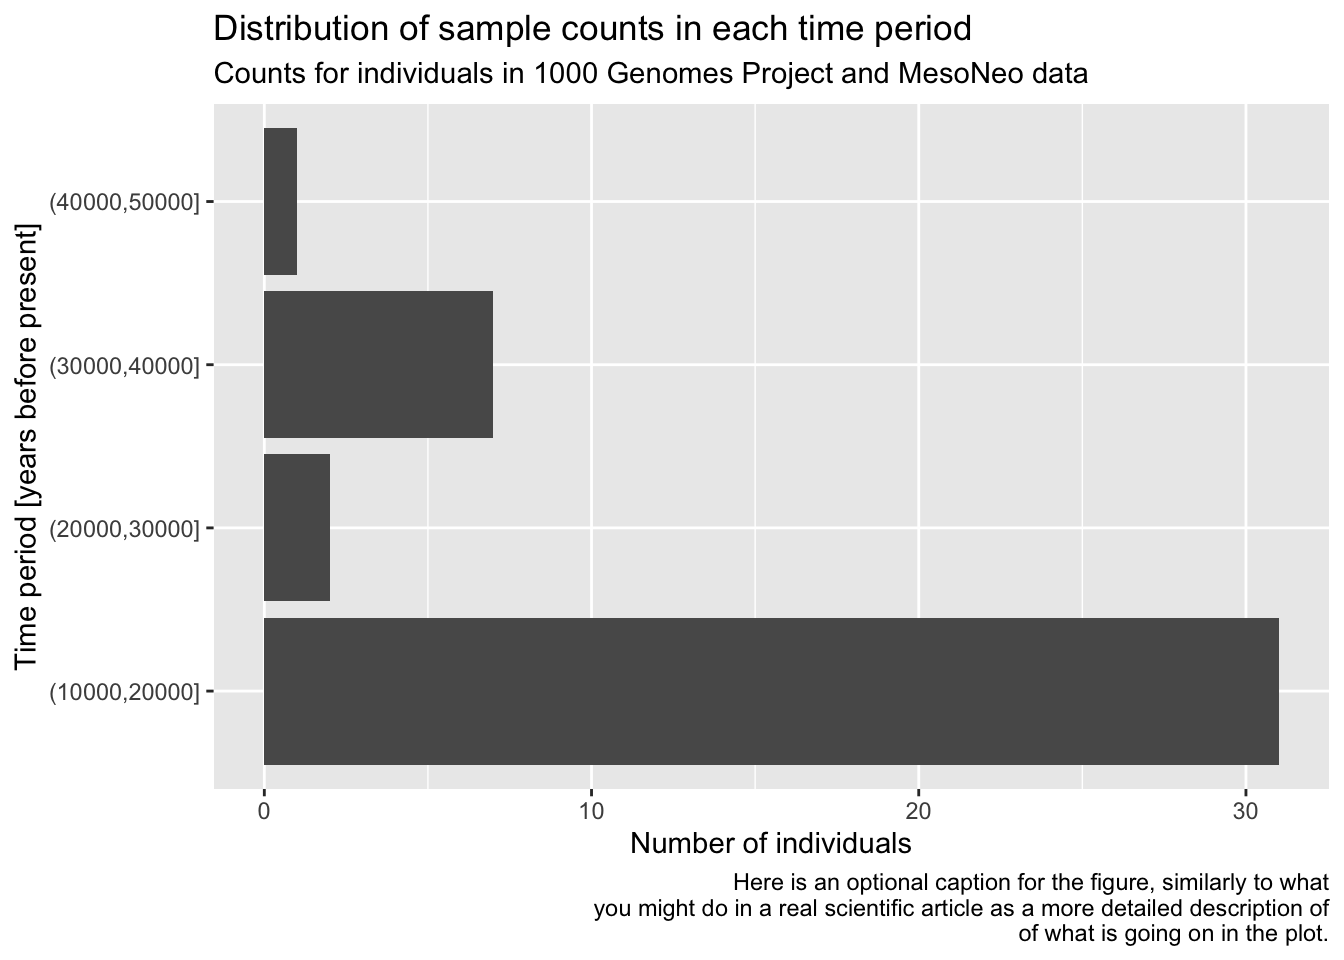 Distribution of sample counts in each time period
Counts for individuals in 1000 Genomes Project and MesoNeo data
Time period [years before present]
(40000,50000]
(30000,40000]
(20000,30000]
(10000,20000]
0 10 20 30
Number of individuals
Here is an optional caption for the figure, similarly to what
you might do in a real scientific article as a more detailed description of
of what is going on in the plot.